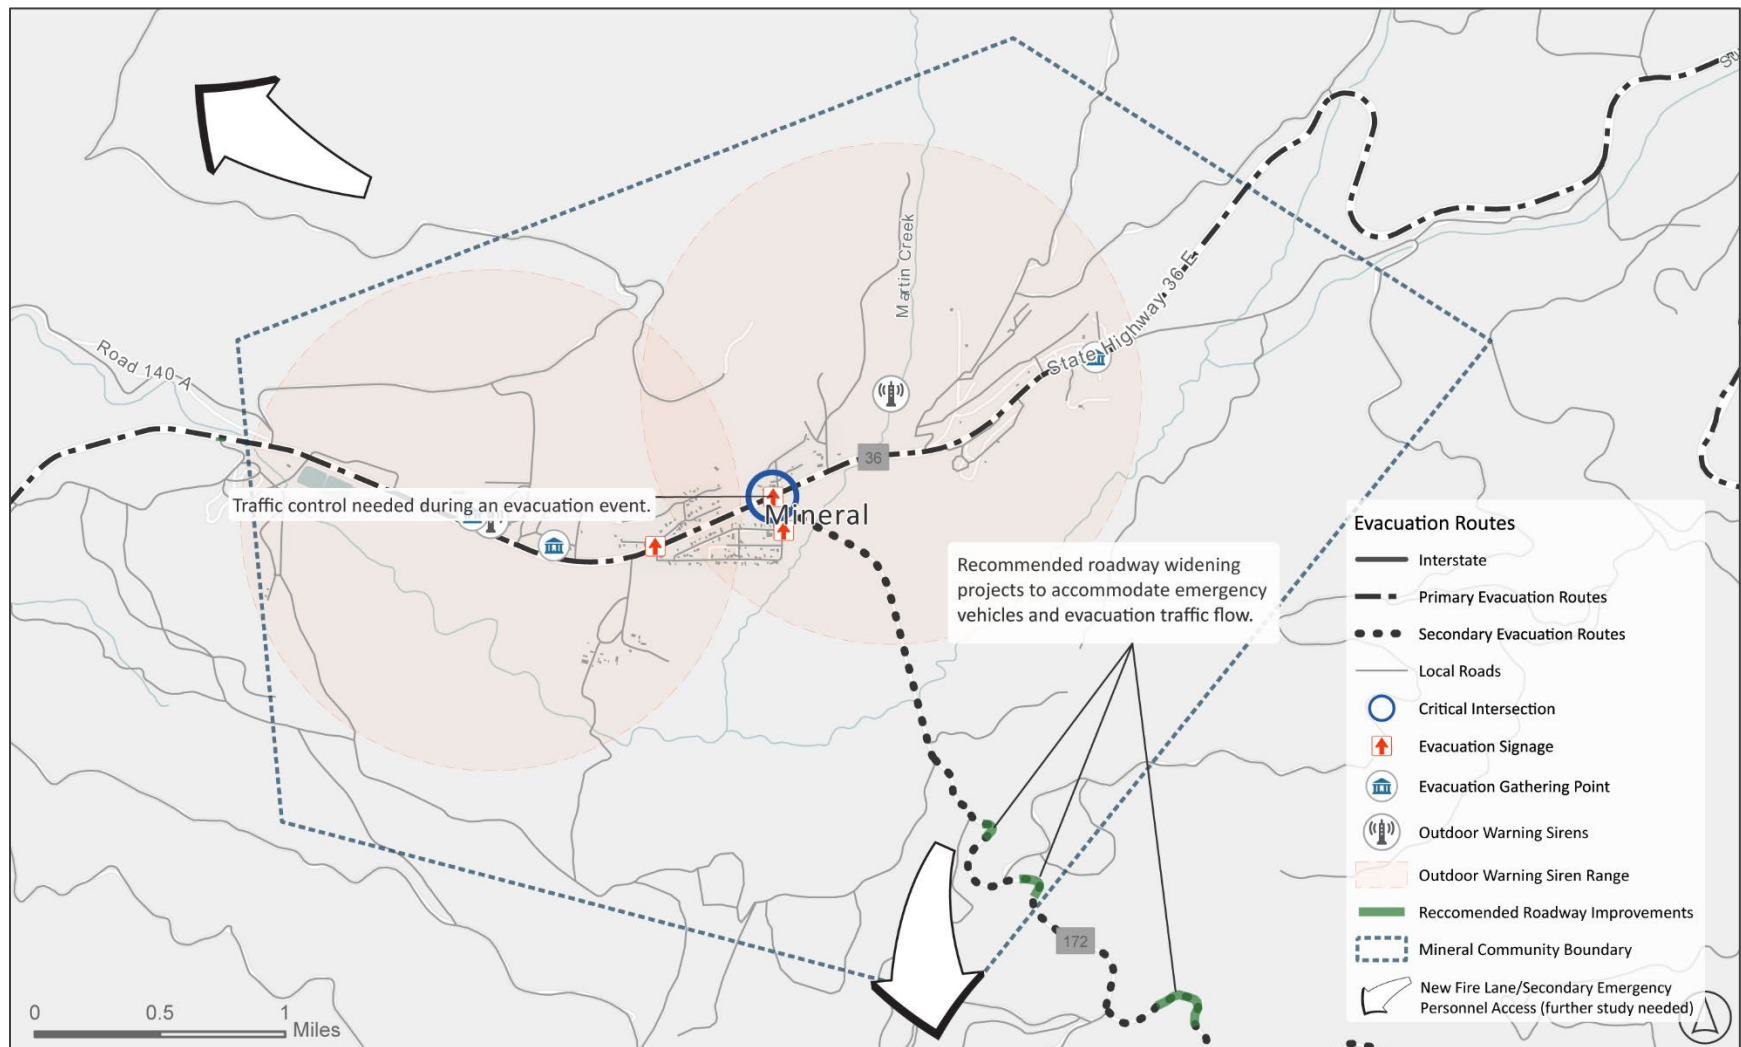 Martin Creek
State Highway 36 E
Road 140 A
36
Traffic control needed during an evacuation event.
Mineral
Recommended roadway widening
projects to accommodate emergency
vehicles and evacuation traffic flow.
172
0 0.5 1
Miles
Evacuation Routes
Interstate
Primary Evacuation Routes
Secondary Evacuation Routes
Local Roads
Critical Intersection
Evacuation Signage
Evacuation Gathering Point
Outdoor Warning Sirens
Outdoor Warning Siren Range
Reccomended Roadway Improvements
Mineral Community Boundary
New Fire Lane/Secondary Emergency
Personnel Access (further study needed)